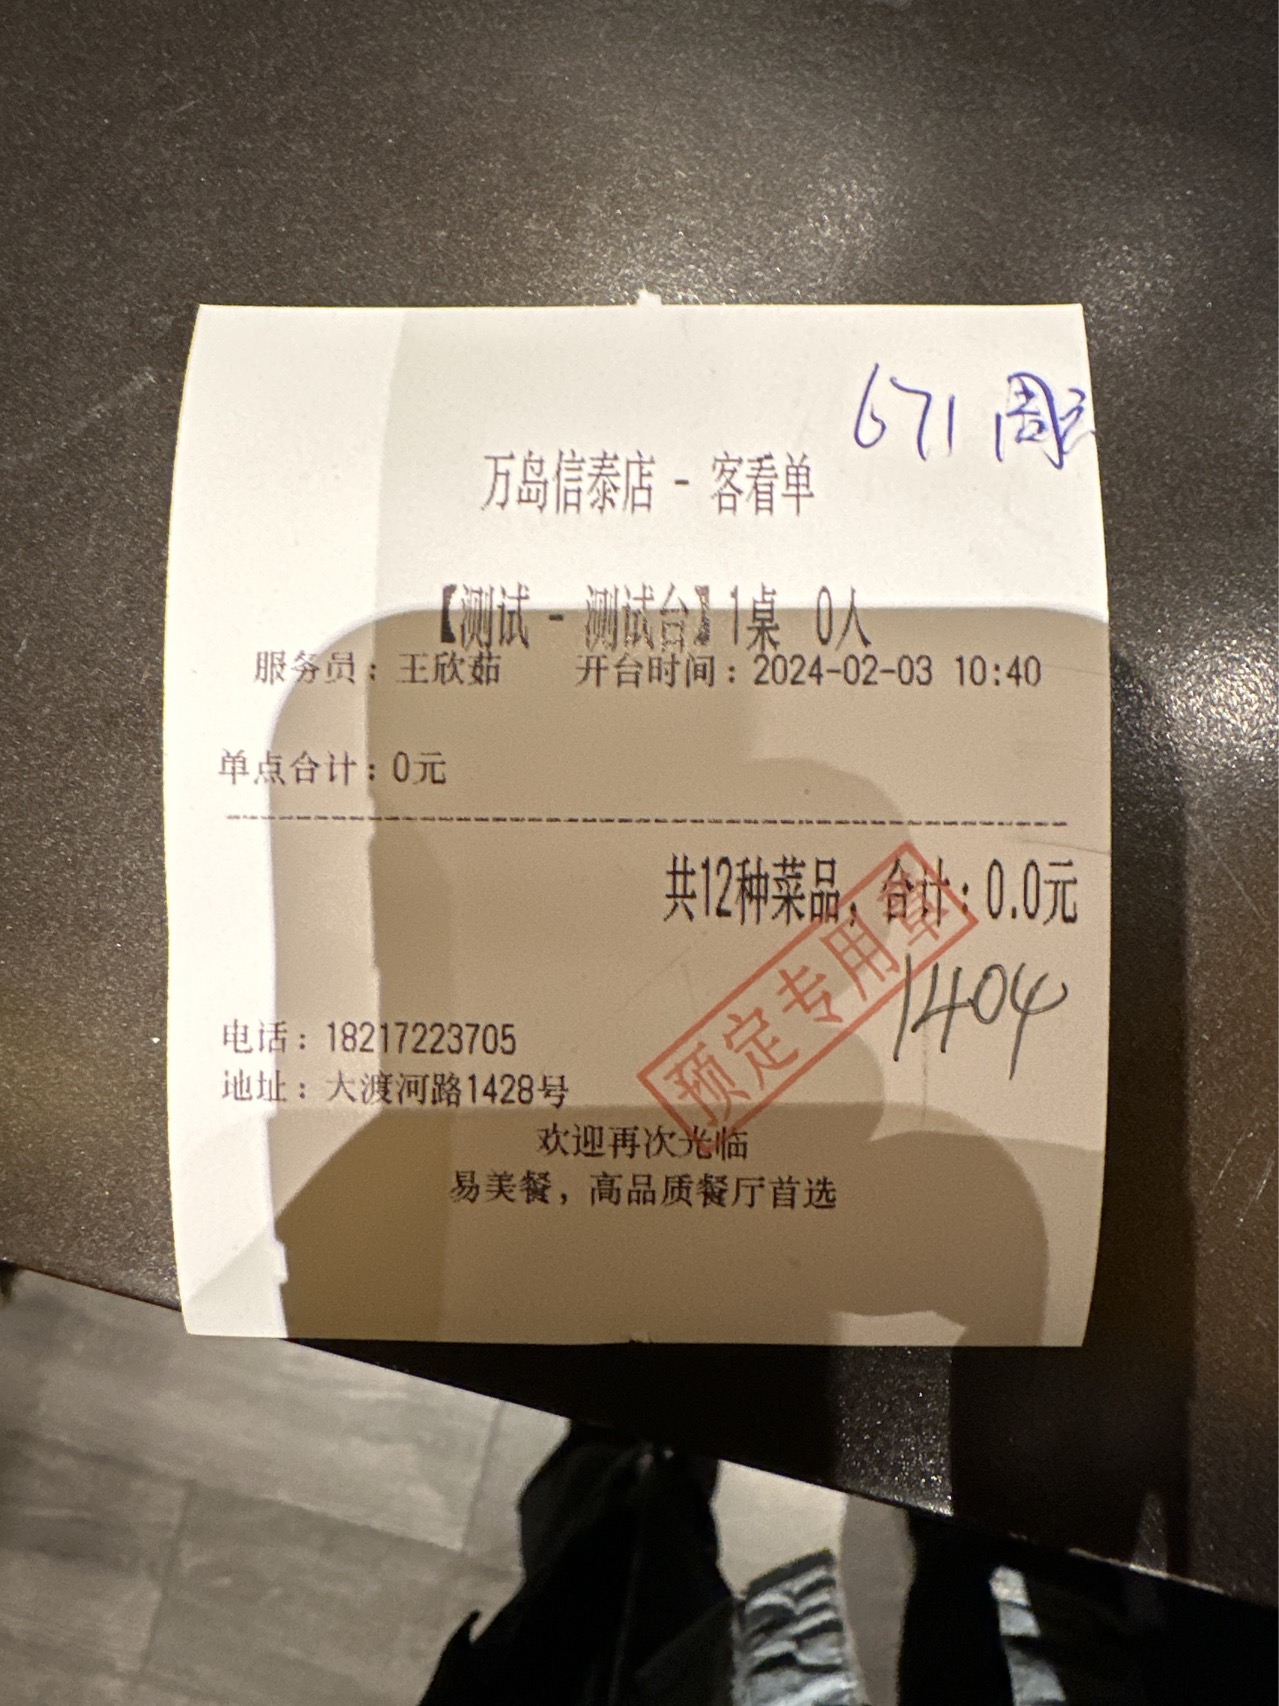 671 周
万岛信泰店 - 客看单
【测试 - 测试台】1桌 0人
服务员：王欣茹 开台时间：2024-02-03 10:40
单点合计：0元
共12种菜品，合计：0.0元
预定专用章
1404
电话：18217223705
地址：大渡河路1428号
欢迎再次光临
易美餐，高品质餐厅首选